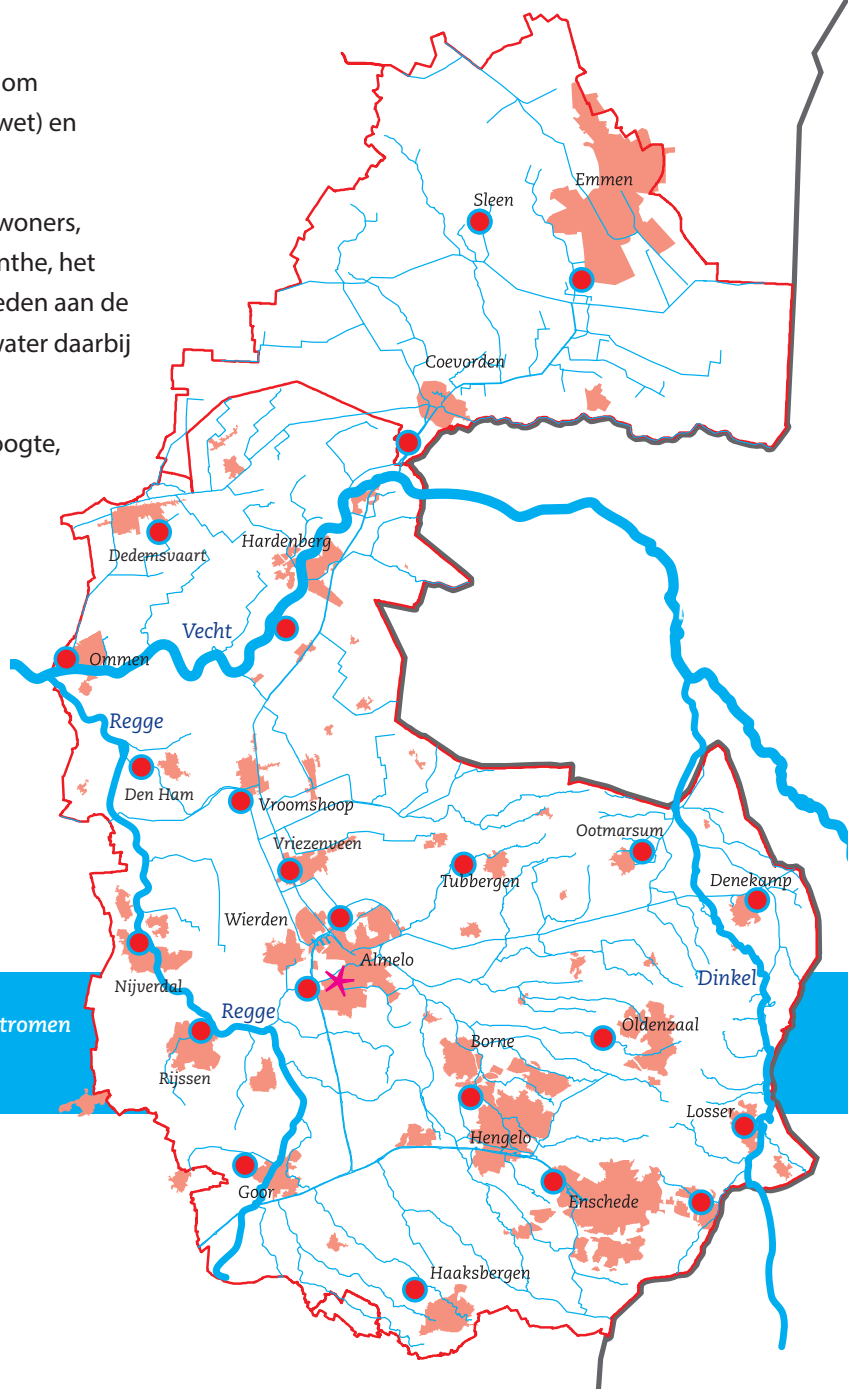 om
wet) en
woners,
nthe, het
eden aan de
vater daarbij
oogte,
Emmen
Sleen
Coevorden
Dedemsvaart
Hardenberg
Vecht
Ommen
Regge
Den Ham
Vroomshoop
Vriezenveen
Ootmarsum
Tubbergen
Denekamp
Wierden
Almelo
Nijverdal
Dinkel
Regge
tromen
Oldenzaal
Borne
Rijssen
Losser
Hengelo
Goor
Enschede
Haaksbergen